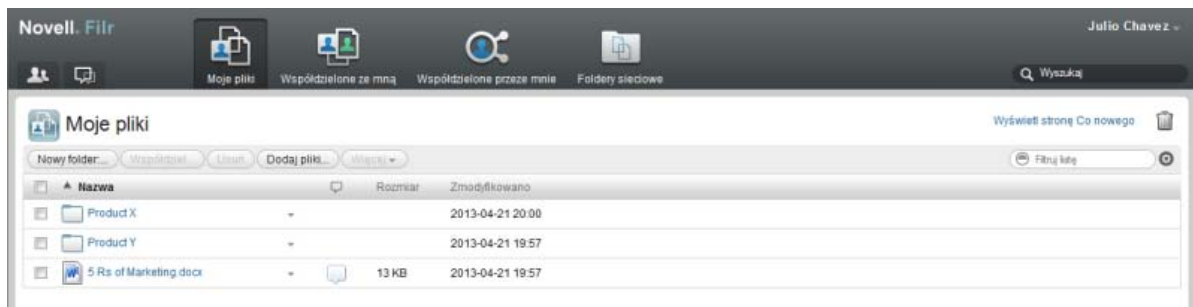 Novell. Filr
Julio Chavez
Moje pliki
Współdzielone ze mną
Współdzielone przeze mnie
Foldery sieciowe
Wyszukaj
Moje pliki
Wyświetl stronę Co nowego
Nowy folder... Współdziel... Usuń Dodaj pliki... Więcej
Filtruj listę
Nazwa Rozmiar Zmodyfikowano
Product X 2013-04-21 20:00
Product Y 2013-04-21 19:57
5 Rs of Marketing.docx 13 KB 2013-04-21 19:57